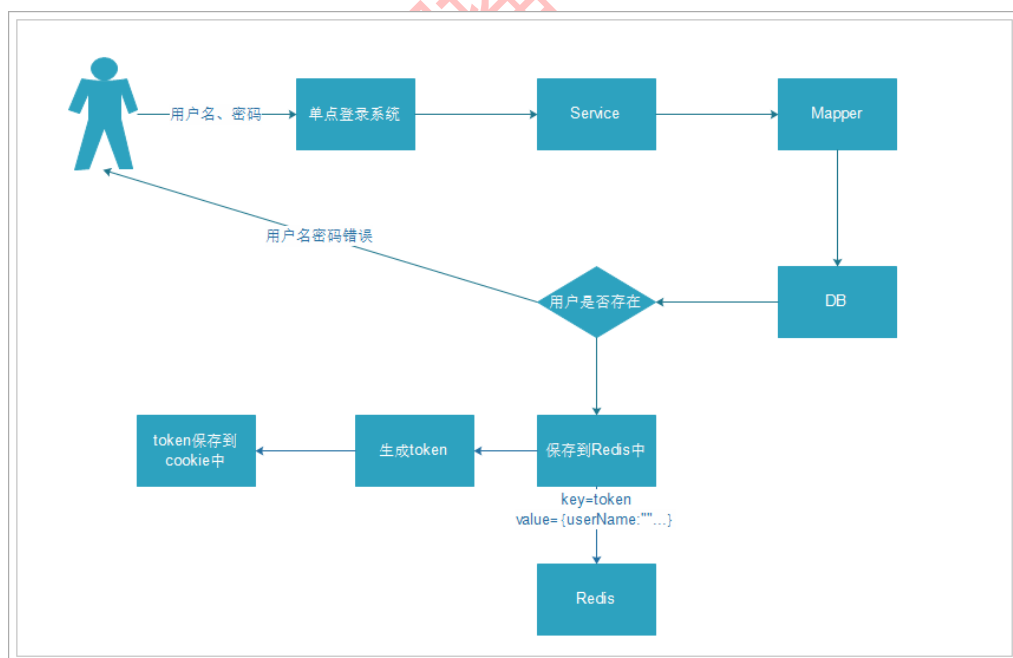 用户名、密码
单点登录系统
Service
Mapper
用户名密码错误
用户是否存在
DB
token保存到
cookie中
生成token
保存到Redis中
key=token
value={userName:""...}
Redis